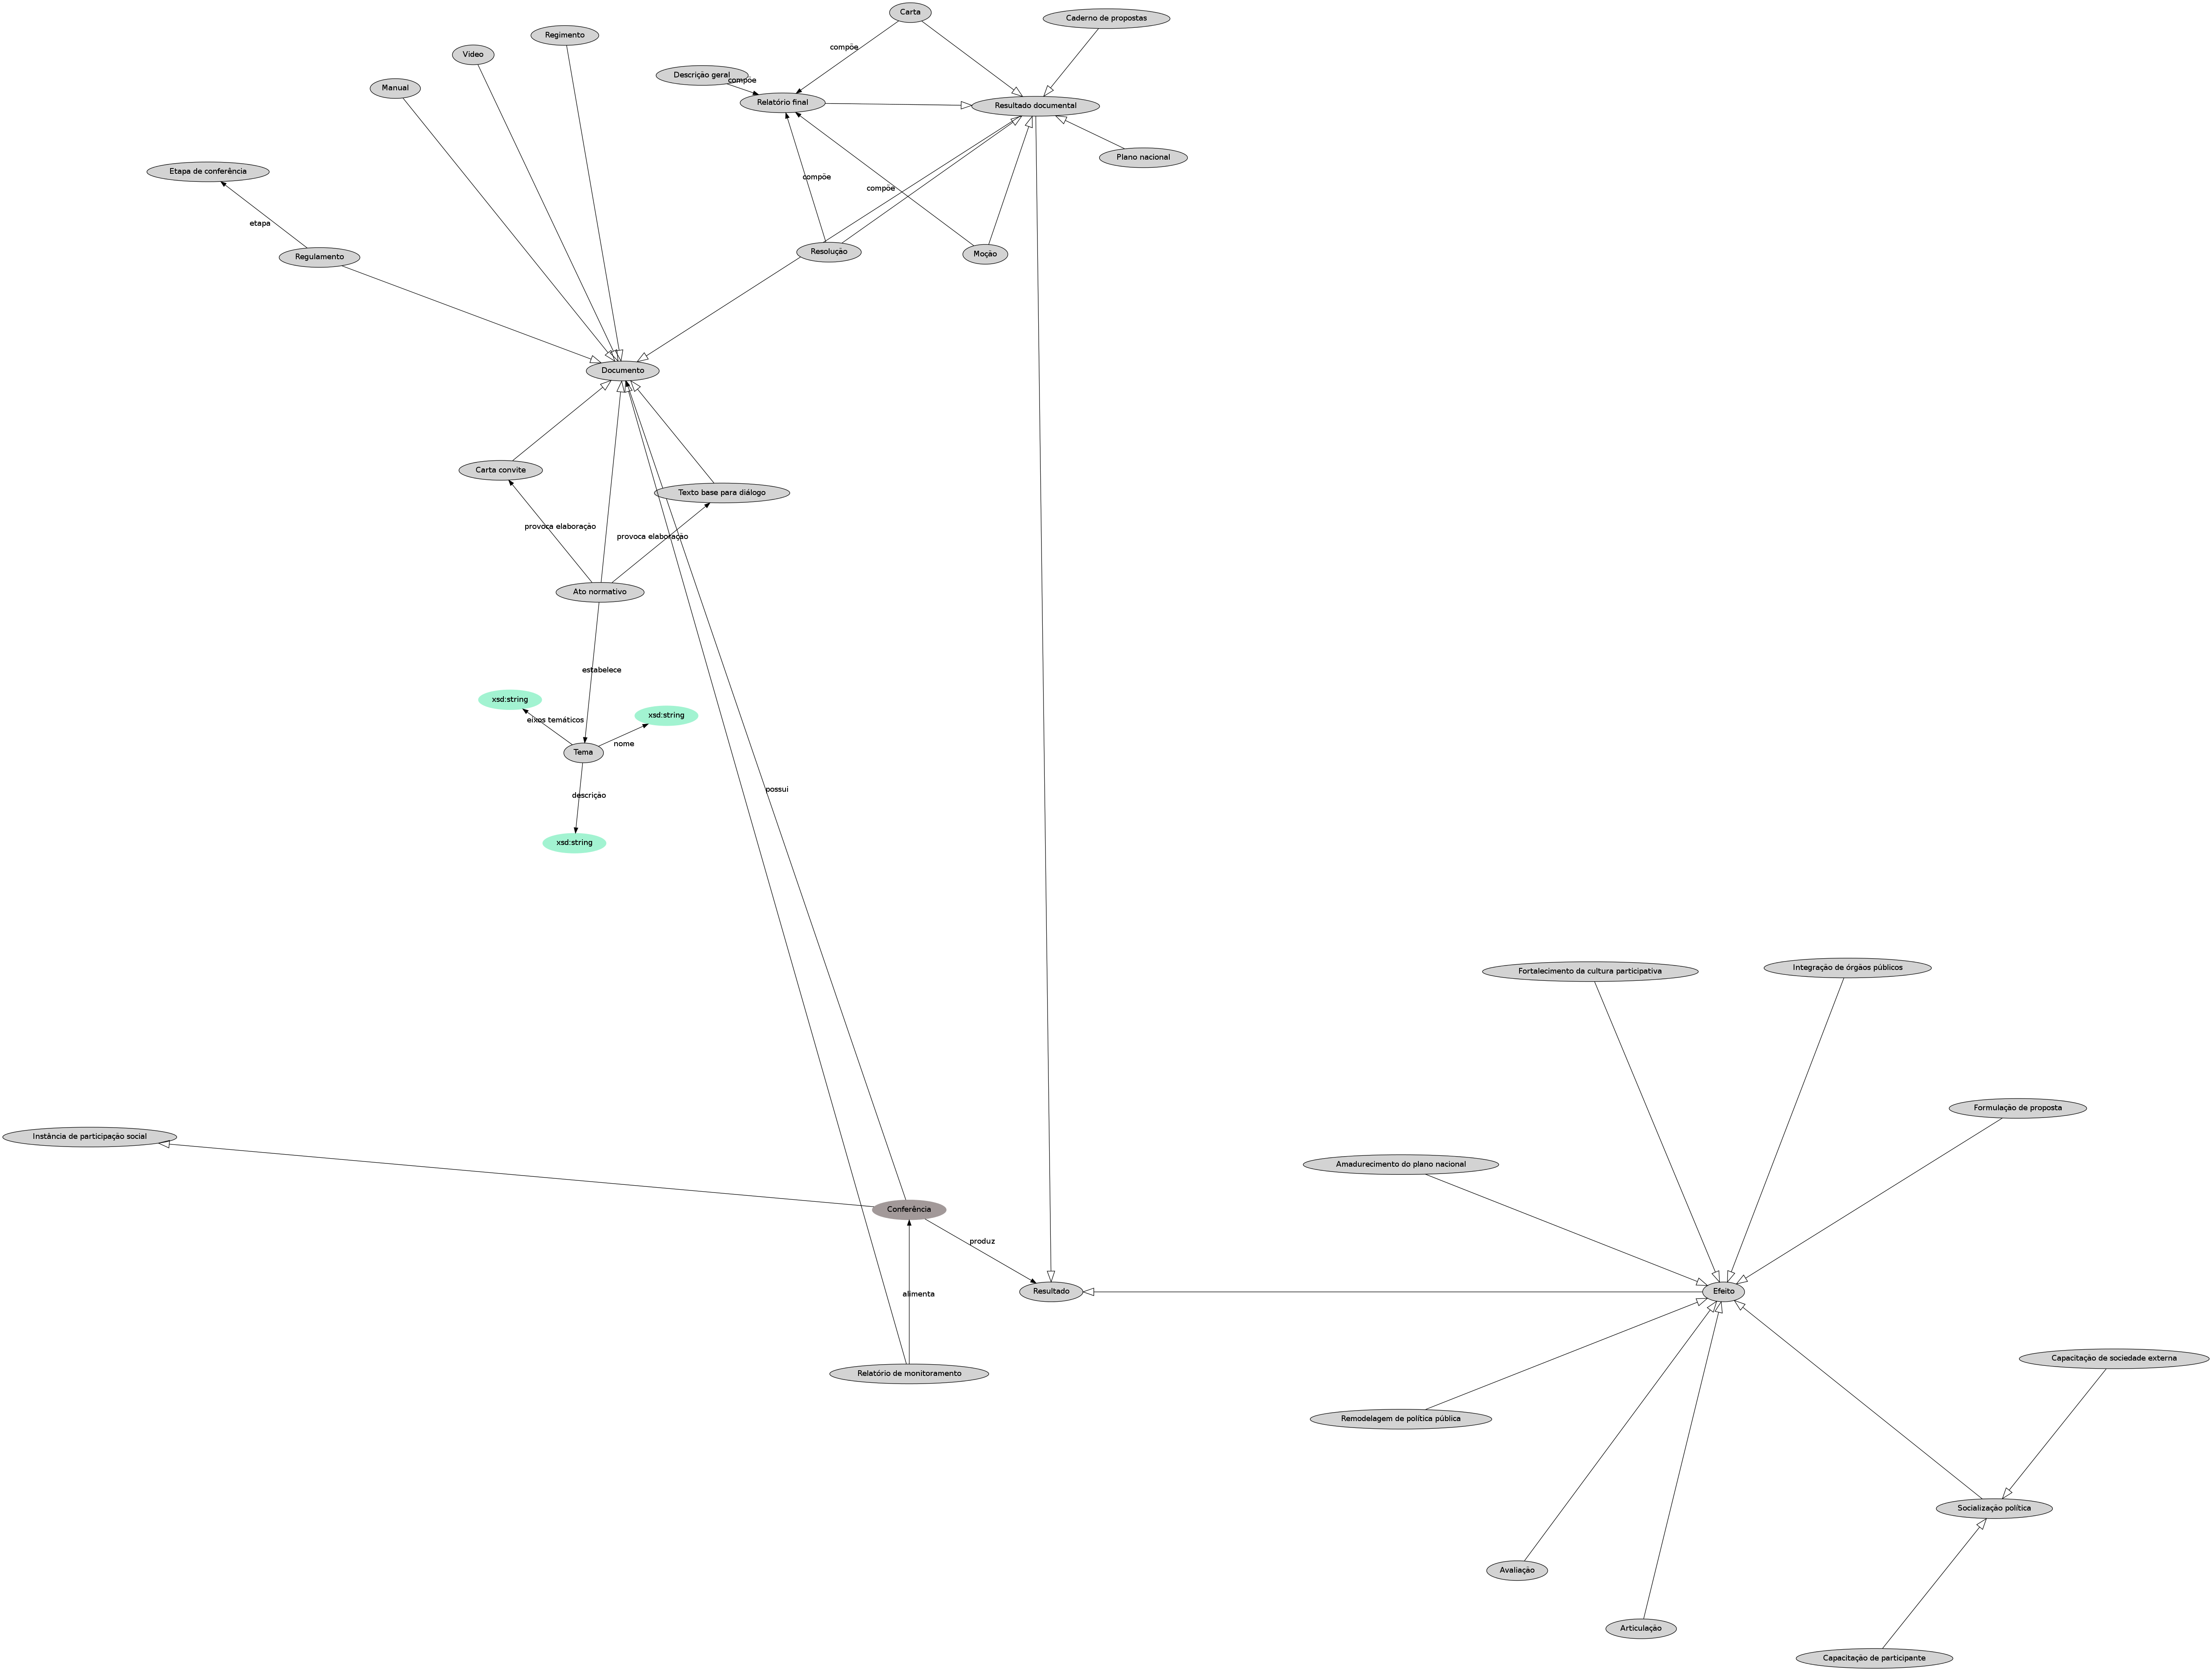 Carta
Caderno de propostas
Regimento
compõe
Video
Descrição geral
compõe
Manual
Relatório final
Resultado documental
Plano nacional
Etapa de conferência
compõe
compõe
etapa
Resolução
Moção
Regulamento
Documento
Carta convite
Texto base para diálogo
provoca elaboração
provoca elaboração
Ato normativo
estabelece
xsd:string
xsd:string
eixos temáticos
nome
Tema
possui
descrição
xsd:string
Fortalecimento da cultura participativa
Integração de órgãos públicos
Formulação de proposta
Instância de participação social
Amadurecimento do plano nacional
Conferência
produz
Resultado
Efeito
alimenta
Capacitação de sociedade externa
Relatório de monitoramento
Remodelagem de política pública
Socialização política
Avaliação
Articulação
Capacitação de participante